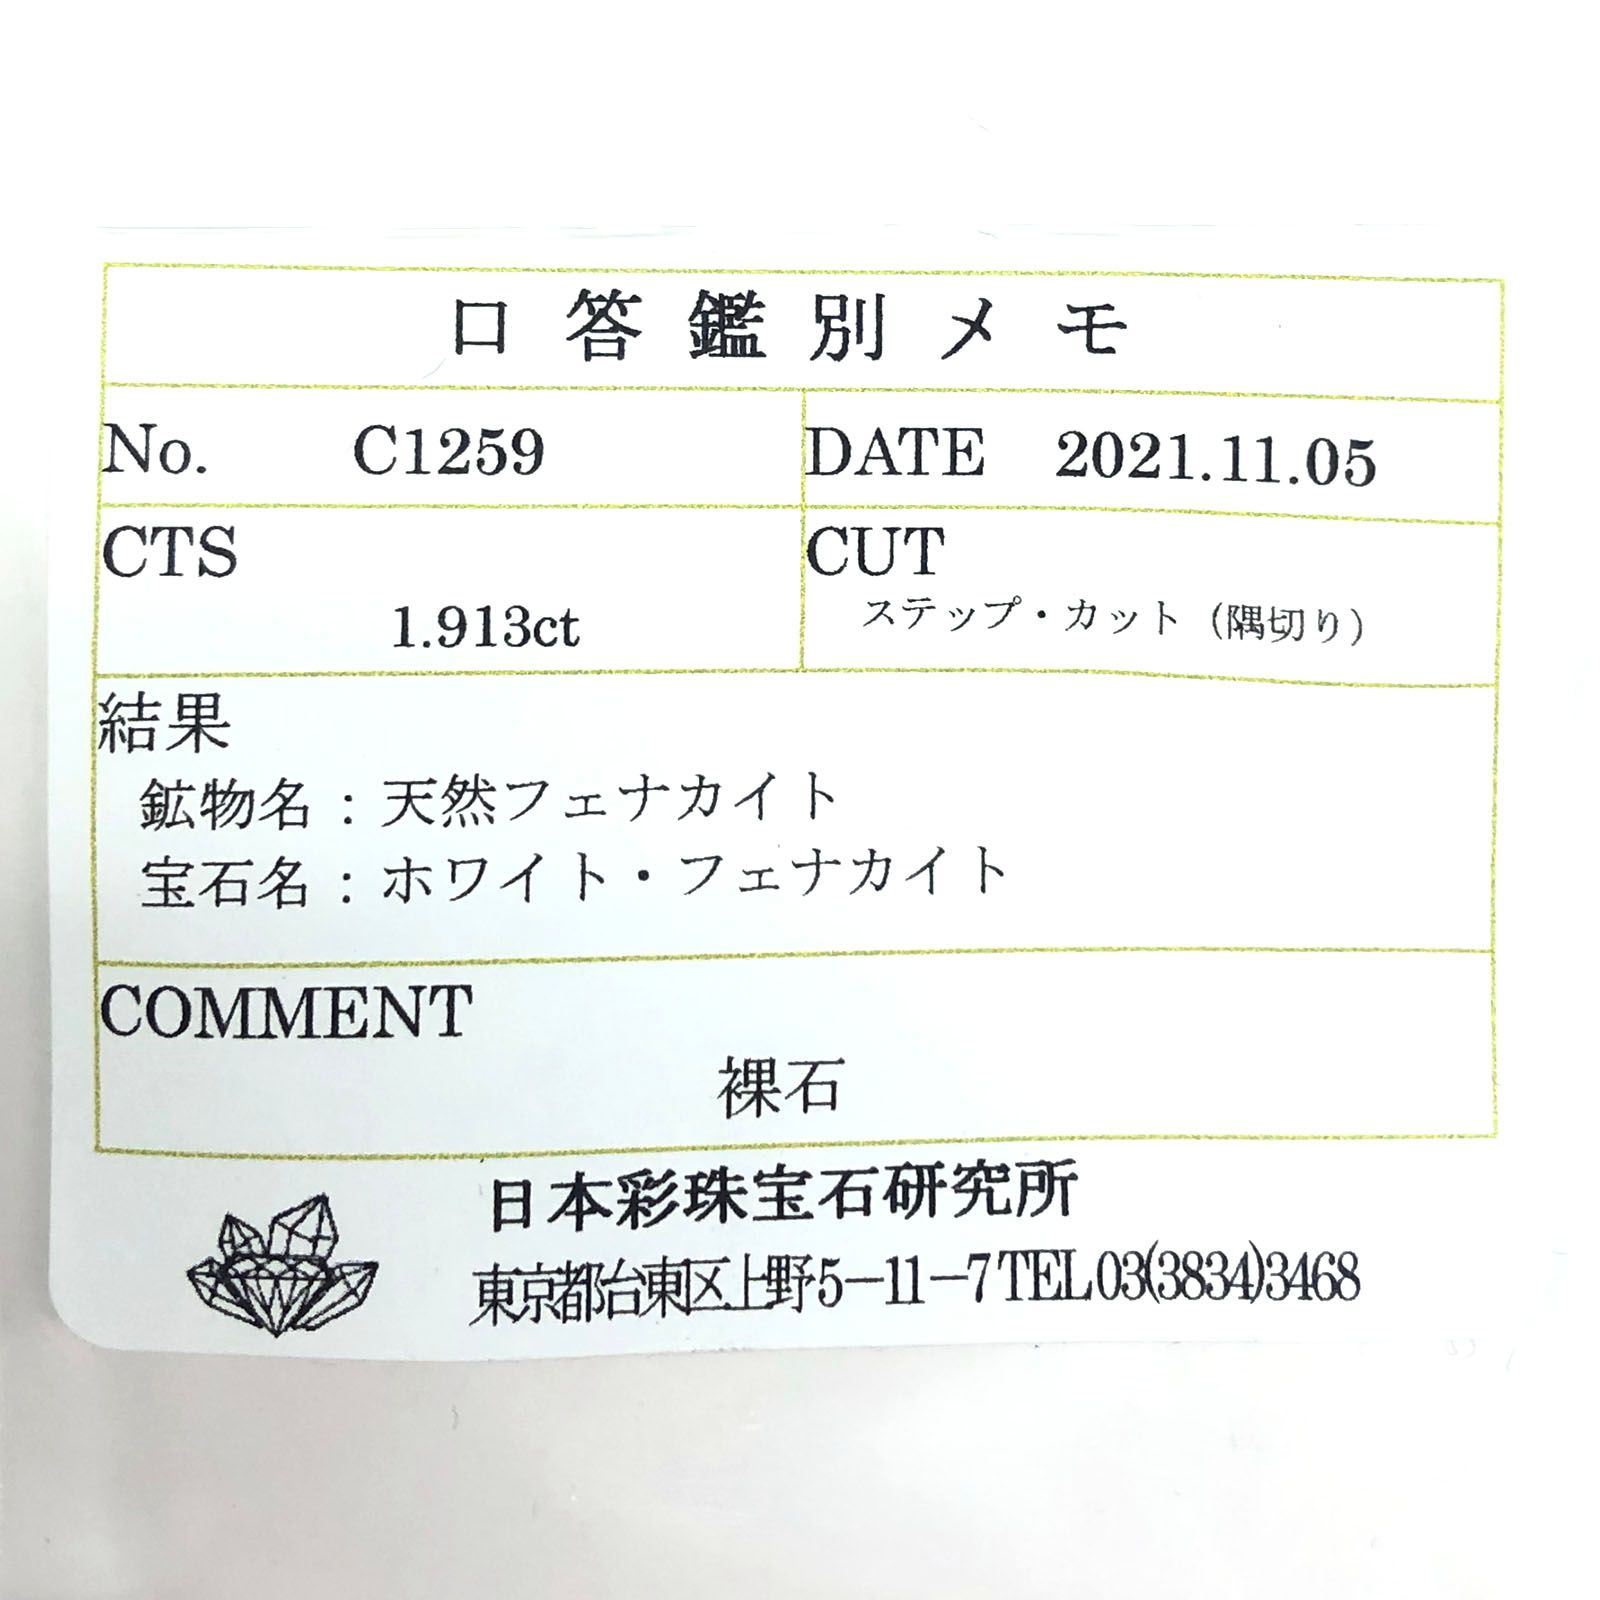 口答鑑別メモ
No. C1259 DATE 2021.11.05
CTS CUT
1.913ct ステップ・カット（隅切り）
結果
鉱物名：天然フェナカイト
宝石名：ホワイト・フェナカイト
COMMENT
裸石
日本彩珠宝石研究所
東京都台東区上野5－11－7 TEL 03(3834)3468